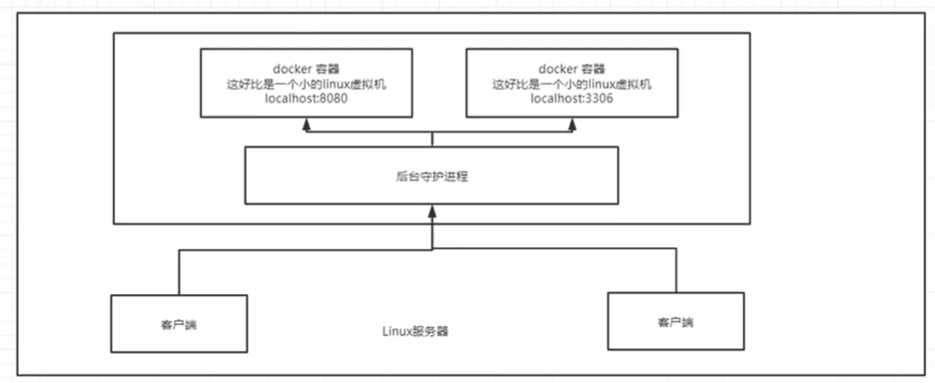 docker 容器
这好比是一个小的linux虚拟机
localhost:8080
docker 容器
这好比是一个小的linux虚拟机
localhost:3306
后台守护进程
客户端
客户端
Linux服务器